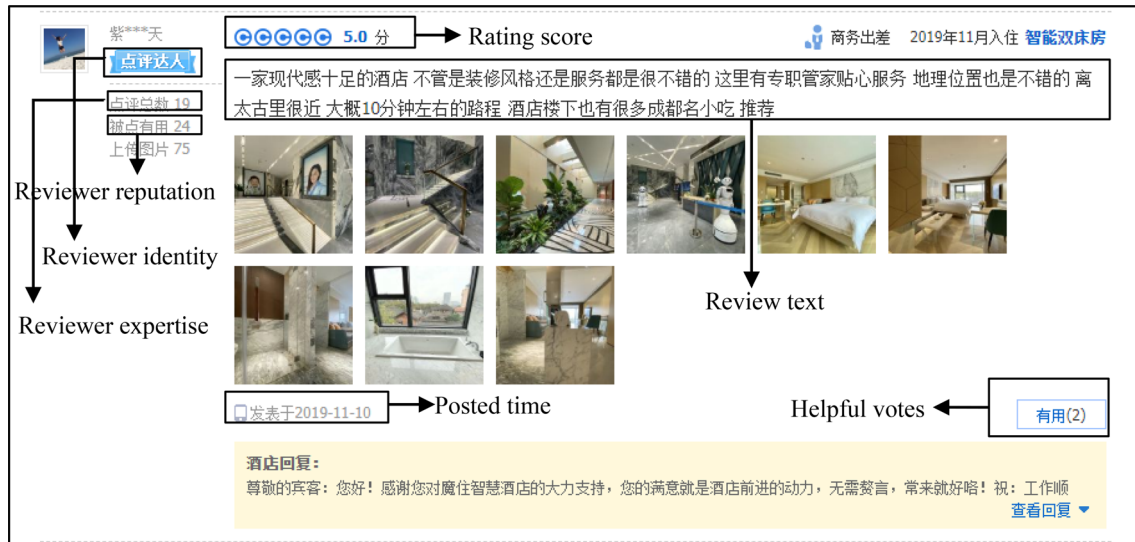 紫***天
点评达人
点评总数 19
被点有用 24
上传图片 75
Reviewer reputation
Reviewer identity
Reviewer expertise
5.0 分
Rating score
商务出差 2019年11月入住 智能双床房
一家现代感十足的酒店 不管是装修风格还是服务都是很不错的 这里有专职管家贴心服务 地理位置也是不错的 离
太古里很近 大概10分钟左右的路程 酒店楼下也有很多成都名小吃 推荐
Review text
发表于2019-11-10
Posted time
Helpful votes
有用(2)
酒店回复：
尊敬的宾客：您好！感谢您对魔住智慧酒店的大力支持，您的满意就是酒店前进的动力，无需赘言，常来就好咯！祝：工作顺
查看回复